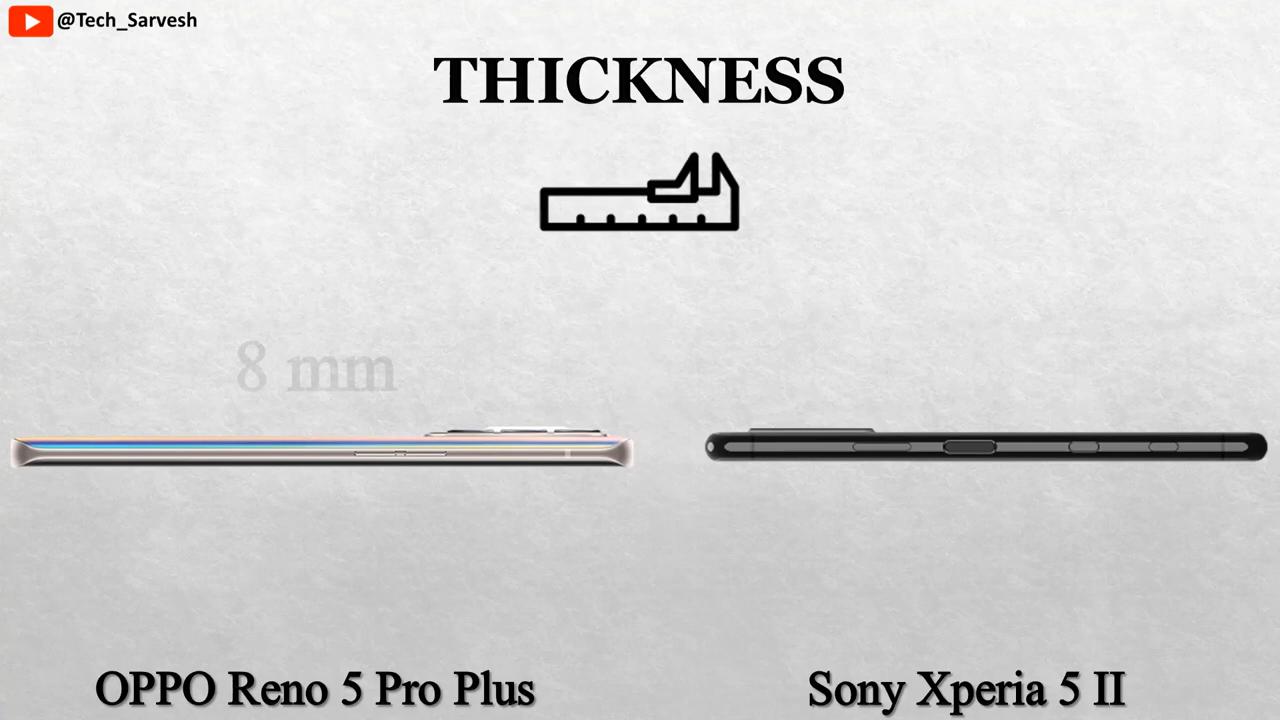 @Tech_Sarvesh
THICKNESS
8 mm
OPPO Reno 5 Pro Plus
Sony Xperia 5 II